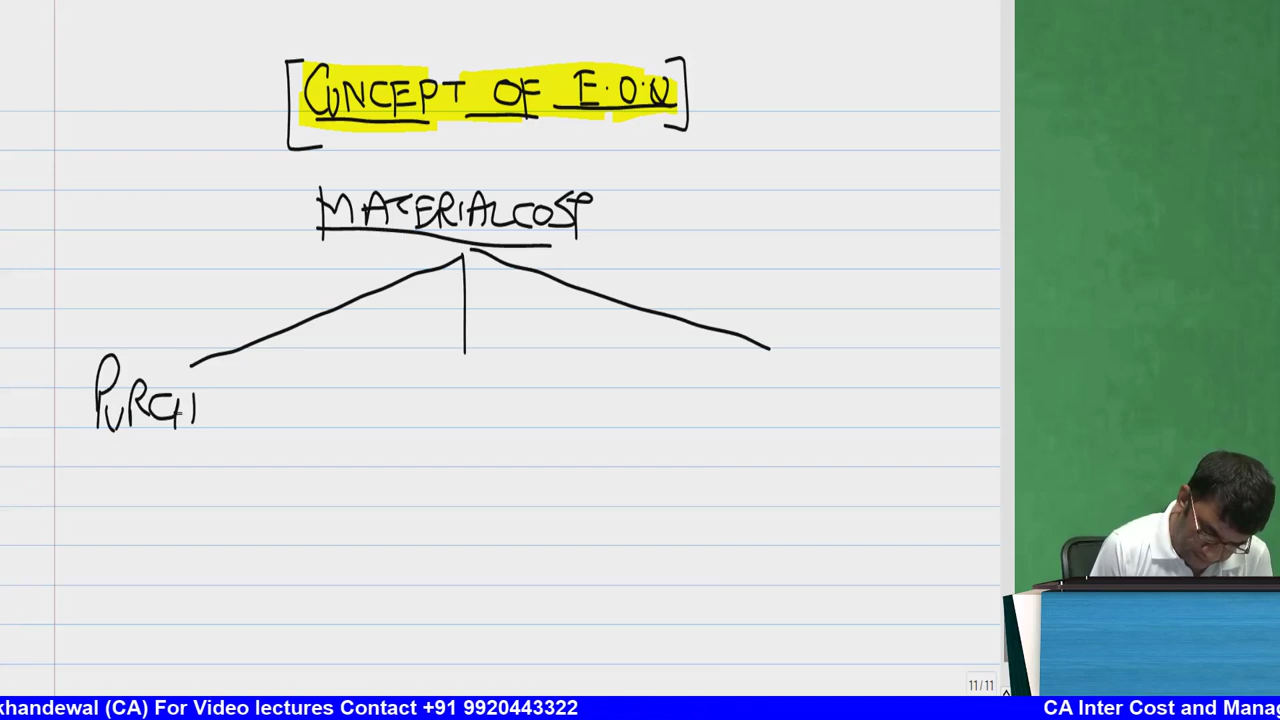 [CONCEPT OF E.O.Q]
MATERIAL COST
PURCH
11/11
khandewal (CA) For Video lectures Contact +91 9920443322
CA Inter Cost and Manag